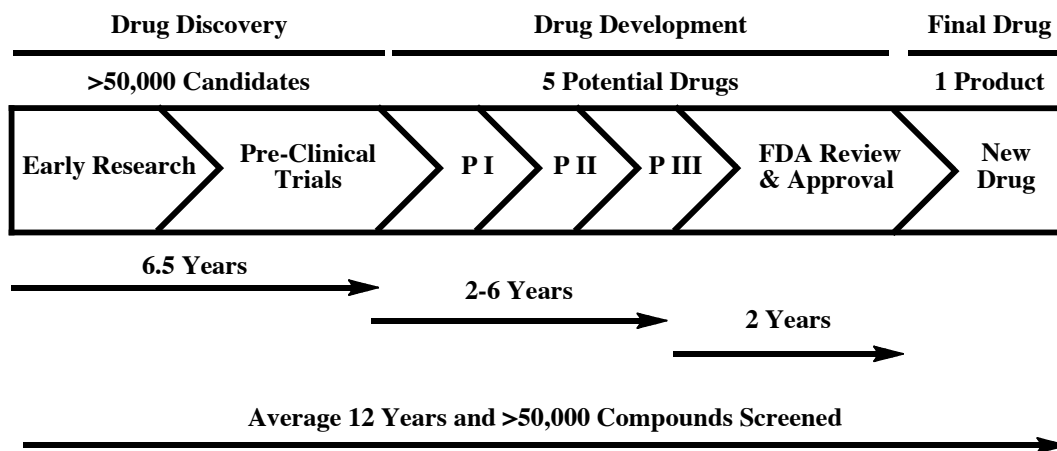 Drug Discovery
Drug Development
Final Drug
>50,000 Candidates
5 Potential Drugs
1 Product
Early Research
Pre-Clinical
Trials
P I
P II
P III
FDA Review
& Approval
New
Drug
6.5 Years
2-6 Years
2 Years
Average 12 Years and >50,000 Compounds Screened